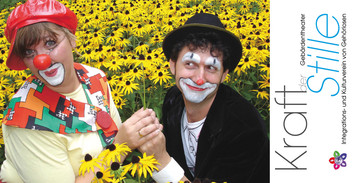 Kraft
der
Stille
Gebärdentheater
Integrations- und Kulturverein von Gehörlosen